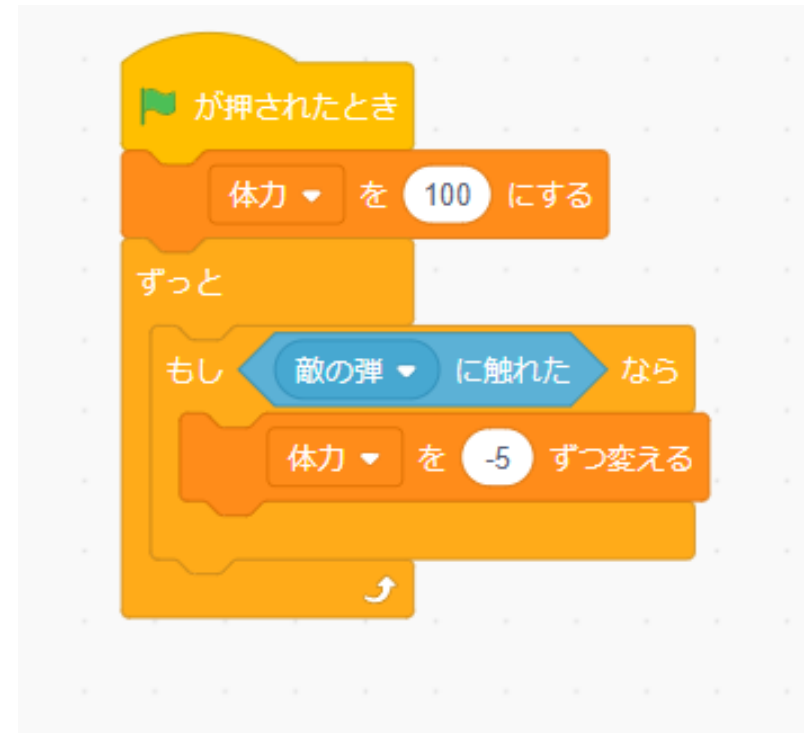 が押されたとき
体力 を 100 にする
ずっと
もし 敵の弾 に触れた なら
体力 を -5 ずつ変える